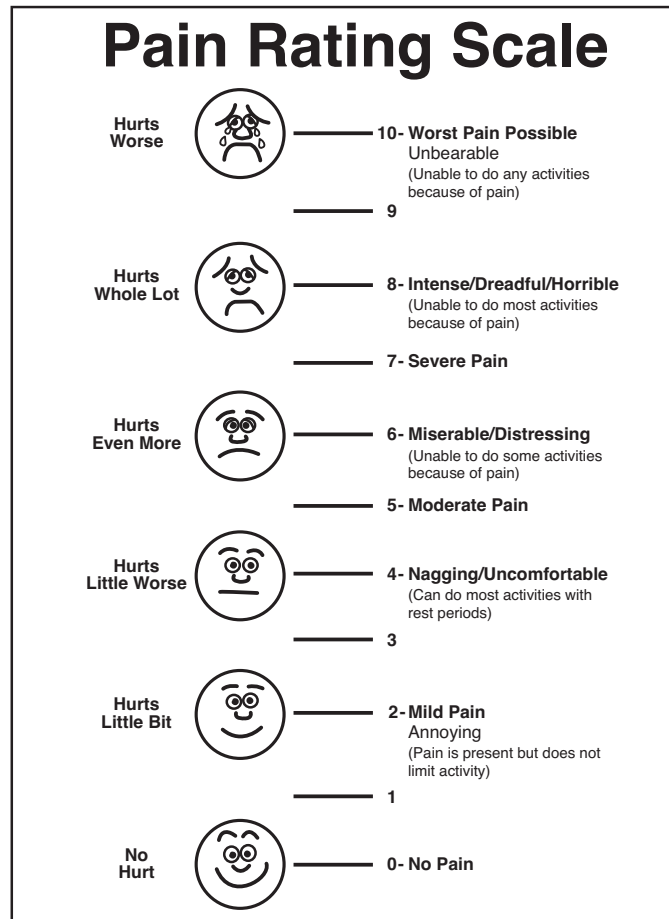 Pain Rating Scale
Hurts
Worse
10- Worst Pain Possible
Unbearable
(Unable to do any activities
because of pain)
9
Hurts
Whole Lot
8- Intense/Dreadful/Horrible
(Unable to do most activities
because of pain)
7- Severe Pain
Hurts
Even More
6- Miserable/Distressing
(Unable to do some activities
because of pain)
5- Moderate Pain
Hurts
Little Worse
4- Nagging/Uncomfortable
(Can do most activities with
rest periods)
3
Hurts
Little Bit
2- Mild Pain
Annoying
(Pain is present but does not
limit activity)
1
No
Hurt
0- No Pain